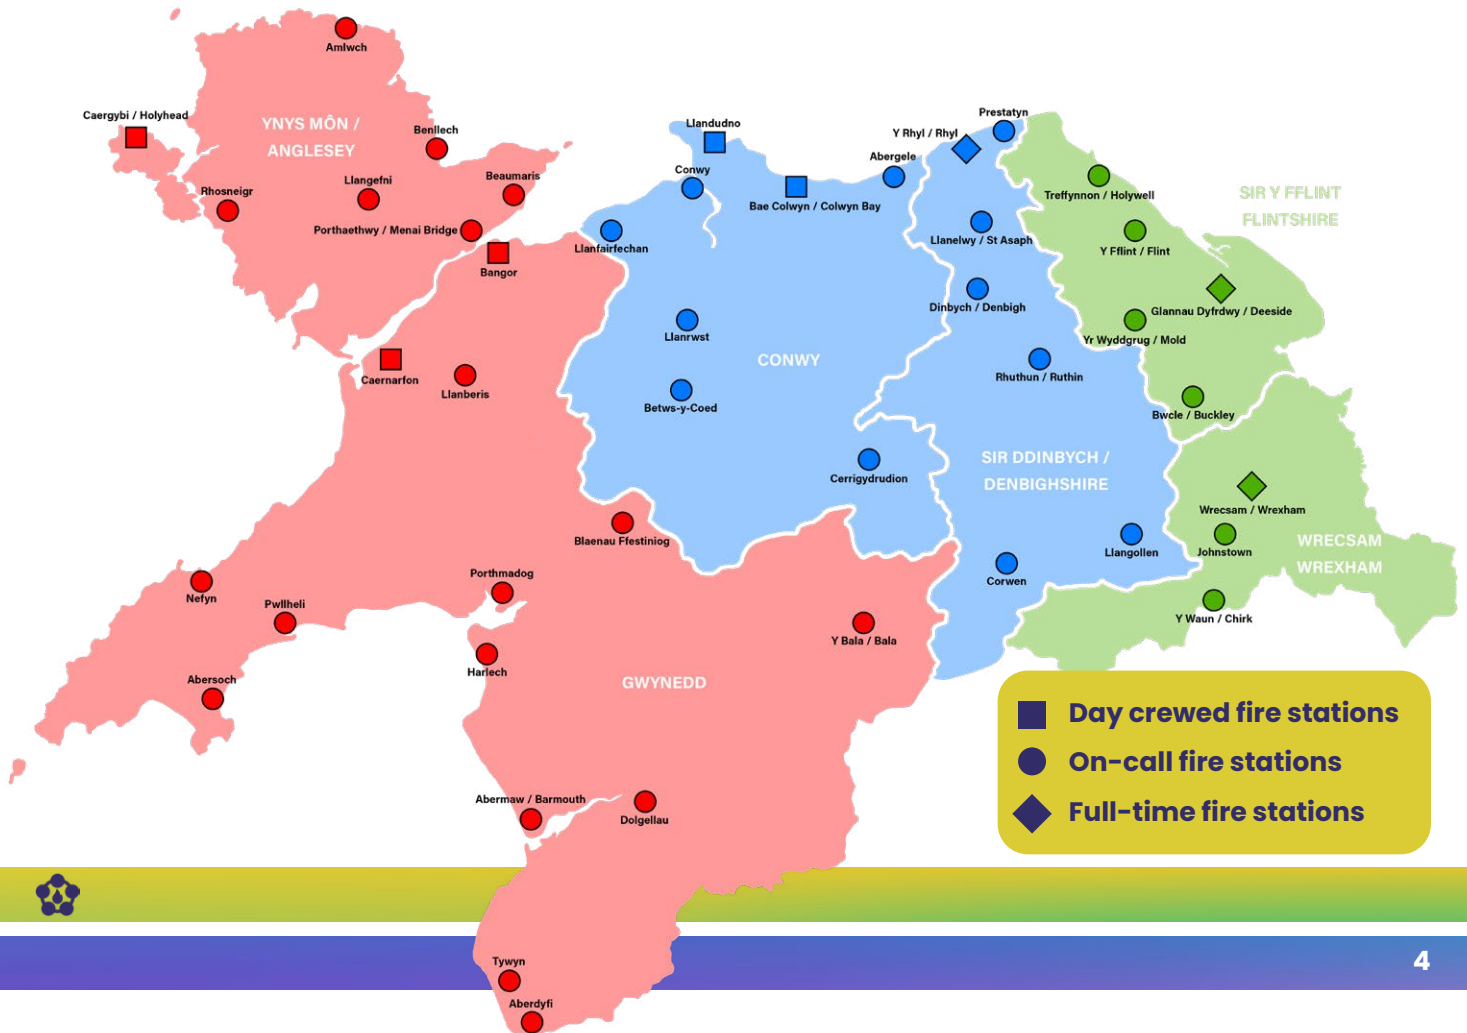 Amlwch
Caergybi / Holyhead
YNYS MÔN /
ANGLESEY
Benllech
Rhosneigr
Llangefni
Beaumaris
Porthaethwy / Menai Bridge
Bangor
Caernarfon
Llanberis
Llandudno
Conwy
Bae Colwyn / Colwyn Bay
Abergele
Llanfairfechan
Llanrwst
CONWY
Betws-y-Coed
Cerrigydrudion
Y Rhyl / Rhyl
Prestatyn
Llanelwy / St Asaph
Dinbych / Denbigh
Rhuthun / Ruthin
SIR DDINBYCH /
DENBIGHSHIRE
Llangollen
Corwen
Treffynnon / Holywell
SIR Y FFLINT
FLINTSHIRE
Y Fflint / Flint
Glannau Dyfrdwy / Deeside
Yr Wyddgrug / Mold
Bwcle / Buckley
Wrecsam / Wrexham
Johnstown
WRECSAM
WREXHAM
Y Waun / Chirk
Blaenau Ffestiniog
Nefyn
Pwllheli
Porthmadog
Abersoch
Harlech
Y Bala / Bala
GWYNEDD
Abermaw / Barmouth
Dolgellau
Tywyn
Aberdyfi
Day crewed fire stations
On-call fire stations
Full-time fire stations
4